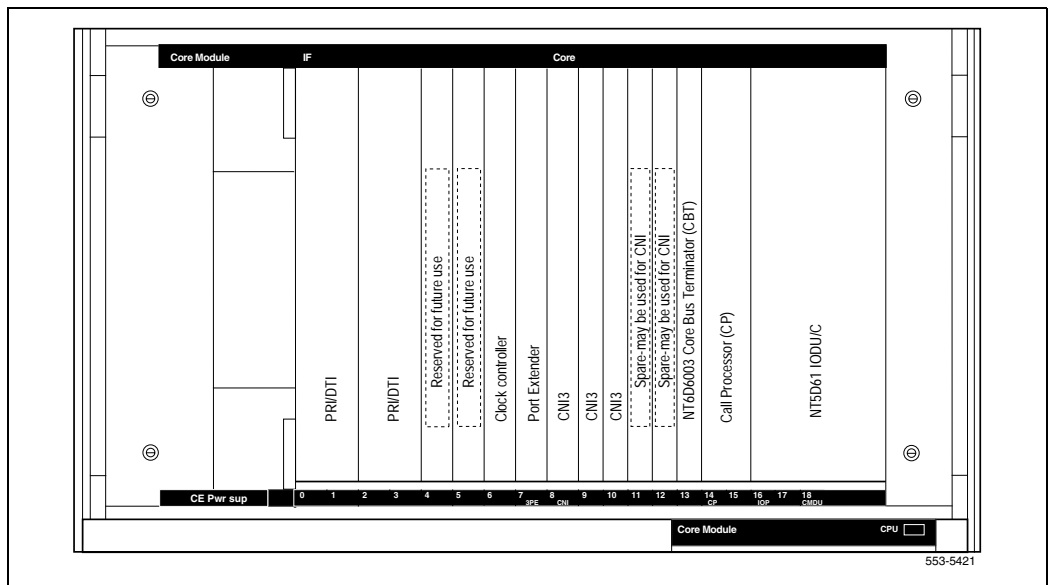 Core Module IF Core
PRI/DTI
PRI/DTI
Reserved for future use
Reserved for future use
Clock controller
Port Extender
CNI3
CNI3
CNI3
Spare-may be used for CNI
Spare-may be used for CNI
NT6D6003 Core Bus Terminator (CBT)
Call Processor (CP)
NT5D61 IODU/C
CE Pwr sup 0 1 2 3 4 5 6 7 8 9 10 11 12 13 14 15 16 17 18
3PE CNI CP IOP CMDU
Core Module CPU
553-5421